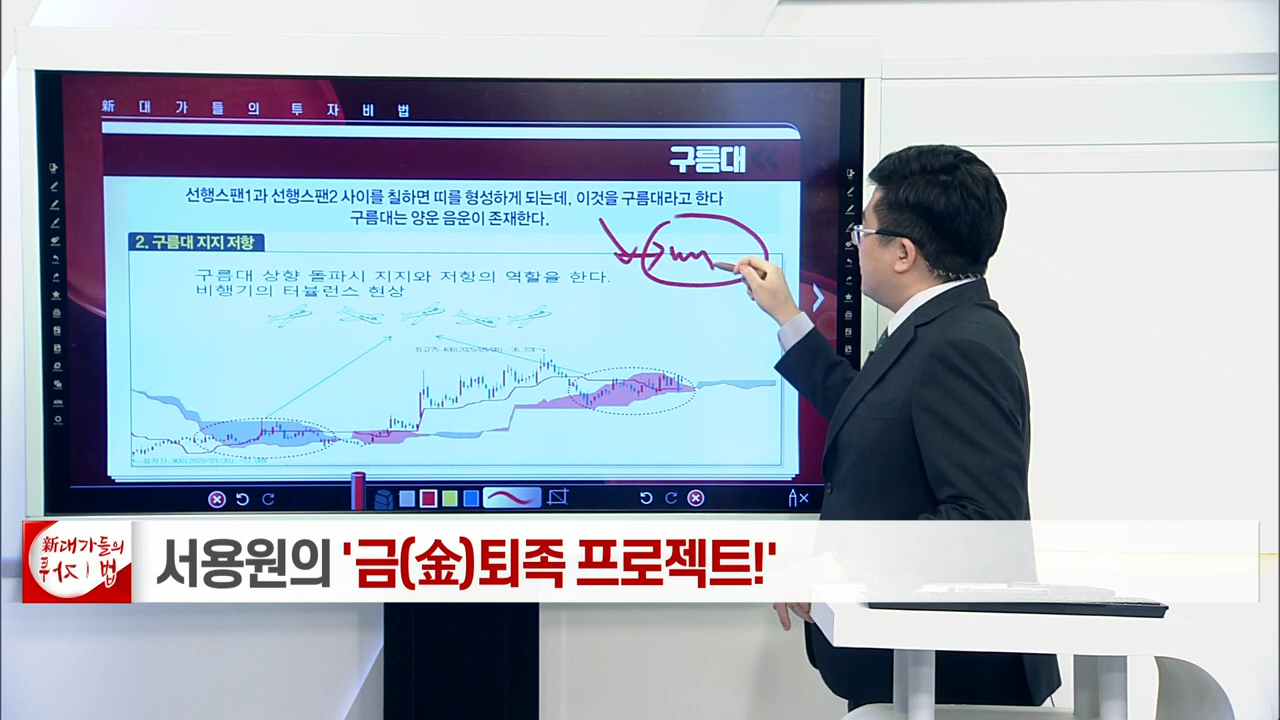 新 대 가 들 의 투 자 비 법
구름대
선행스팬1과 선행스팬2 사이를 칠하면 띠를 형성하게 되는데, 이것을 구름대라고 한다
구름대는 양운 음운이 존재한다.
2. 구름대 지지 저항
구름대 상향 돌파시 지지와 저항의 역할을 한다.
비행기의 터뷸런스 현상
新대가들의
투자비법
서용원의 '금(金)퇴족 프로젝트!'